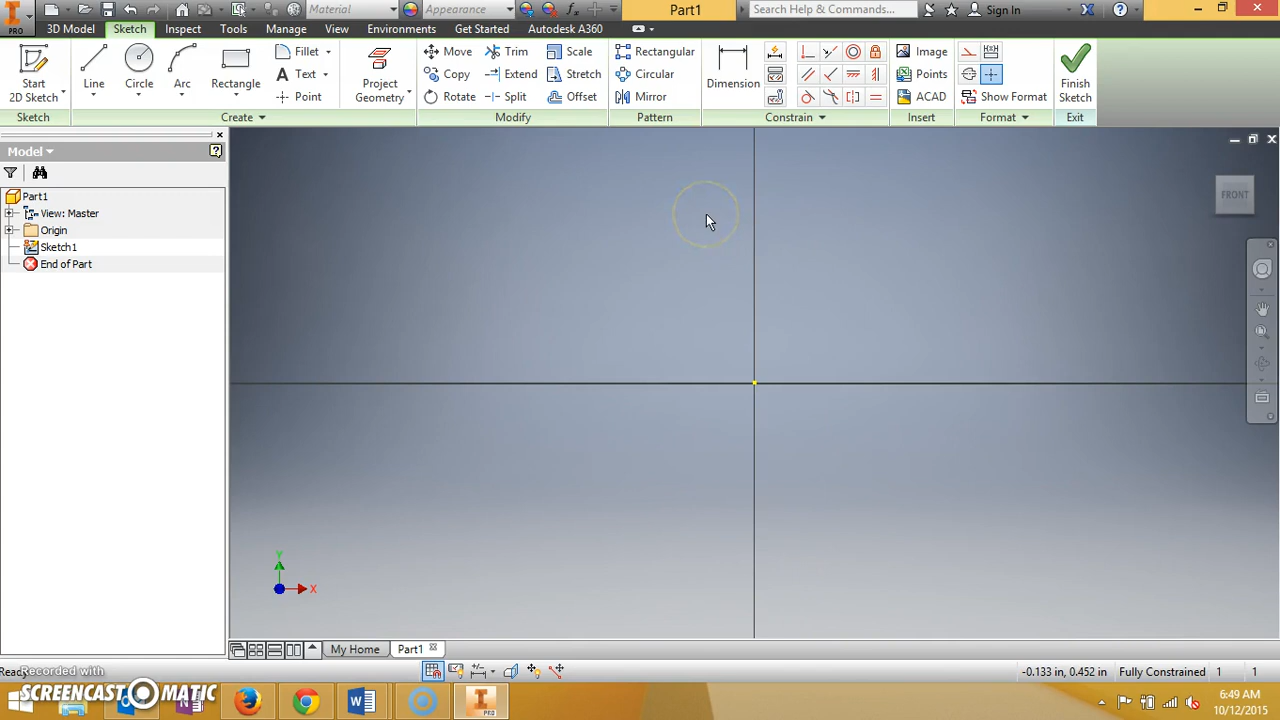 Material
Appearance
fx
Part1
Search Help & Commands...
Sign In
PRO
3D Model Sketch Inspect Tools Manage View Environments Get Started Autodesk A360
Start
2D Sketch
Line
Circle
Arc
Rectangle
Fillet
Text
Point
Project
Geometry
Move
Copy
Rotate
Trim
Extend
Split
Scale
Stretch
Offset
Rectangular
Circular
Mirror
Dimension
Image
Points
ACAD
Show Format
Finish
Sketch
Sketch Create Modify Pattern Constrain Insert Format Exit
Model
Part1
View: Master
Origin
Sketch1
End of Part
FRONT
Y
X
My Home
Part1
Ready
-0.133 in, 0.452 in Fully Constrained 1 1
Recorded with
SCREENCAST MATIC
PRO
6:49 AM
10/12/2015